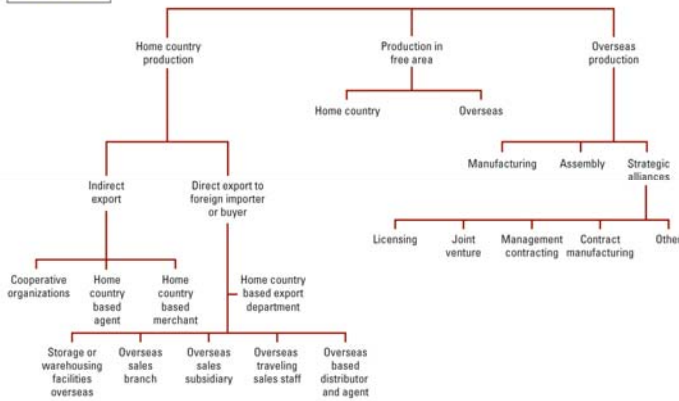 Home country
production
Production in
free area
Overseas
production
Home country
Overseas
Manufacturing
Assembly
Strategic
alliances
Indirect
export
Direct export to
foreign importer
or buyer
Licensing
Joint
venture
Management
contracting
Contract
manufacturing
Other
Cooperative
organizations
Home
country
based
agent
Home
country
based
merchant
Home country
based export
department
Storage or
warehousing
facilities
overseas
Overseas
sales
branch
Overseas
sales
subsidiary
Overseas
traveling
sales staff
Overseas
based
distributor
and agent